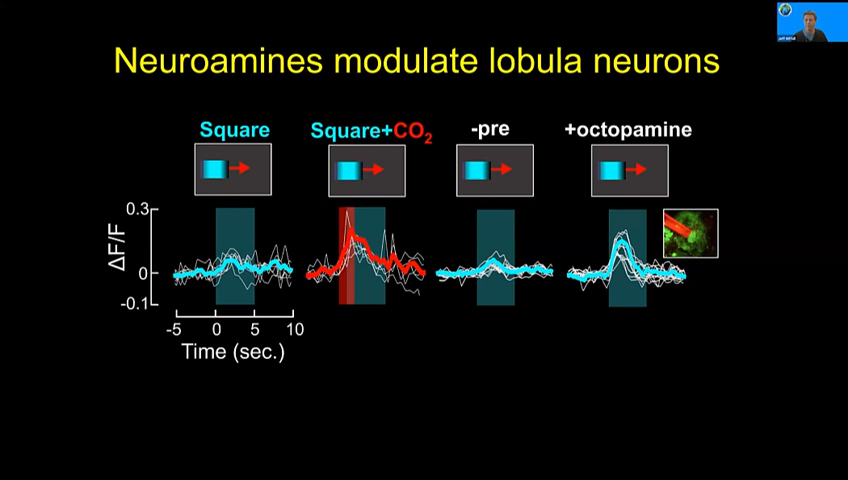 Neuroamines modulate lobula neurons
Square
Square+CO2
-pre
+octopamine
ΔF/F
0.3
0
-0.1
-5 0 5 10
Time (sec.)